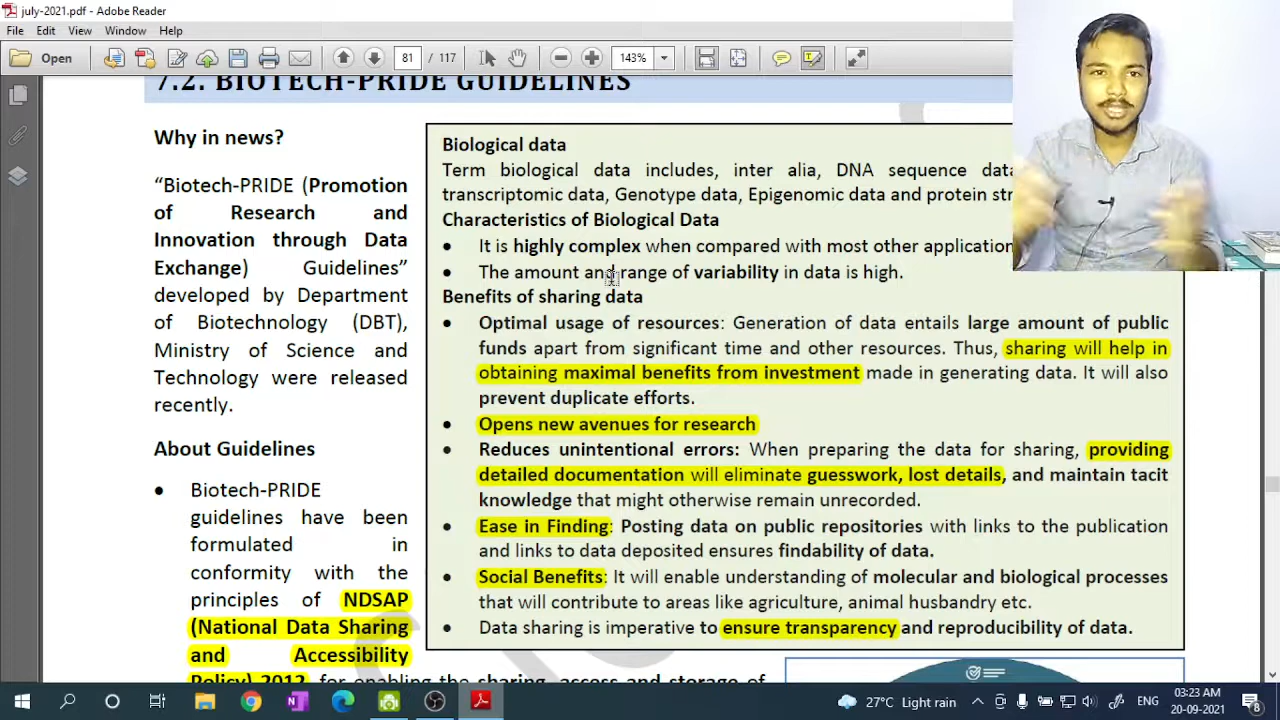 july-2021.pdf - Adobe Reader
File Edit View Window Help
Open 81 / 117 143%
7.2. BIOTECH-PRIDE GUIDELINES
Why in news?
“Biotech-PRIDE (Promotion
of Research and
Innovation through Data
Exchange) Guidelines”
developed by Department
of Biotechnology (DBT),
Ministry of Science and
Technology were released
recently.
About Guidelines
• Biotech-PRIDE
guidelines have been
formulated in
conformity with the
principles of NDSAP
(National Data Sharing
and Accessibility
Policy) 2012 for enabling the sharing, access and storage of
Biological data
Term biological data includes, inter alia, DNA sequence
transcriptomic data, Genotype data, Epigenomic data and protein
Characteristics of Biological Data
• It is highly complex when compared with most other application
• The amount and range of variability in data is high.
Benefits of sharing data
• Optimal usage of resources: Generation of data entails large amount of public
funds apart from significant time and other resources. Thus, sharing will help in
obtaining maximal benefits from investment made in generating data. It will also
prevent duplicate efforts.
• Opens new avenues for research
• Reduces unintentional errors: When preparing the data for sharing, providing
detailed documentation will eliminate guesswork, lost details, and maintain tacit
knowledge that might otherwise remain unrecorded.
• Ease in Finding: Posting data on public repositories with links to the publication
and links to data deposited ensures findability of data.
• Social Benefits: It will enable understanding of molecular and biological processes
that will contribute to areas like agriculture, animal husbandry etc.
• Data sharing is imperative to ensure transparency and reproducibility of data.
27°C Light rain ENG 03:23 AM
20-09-2021 8